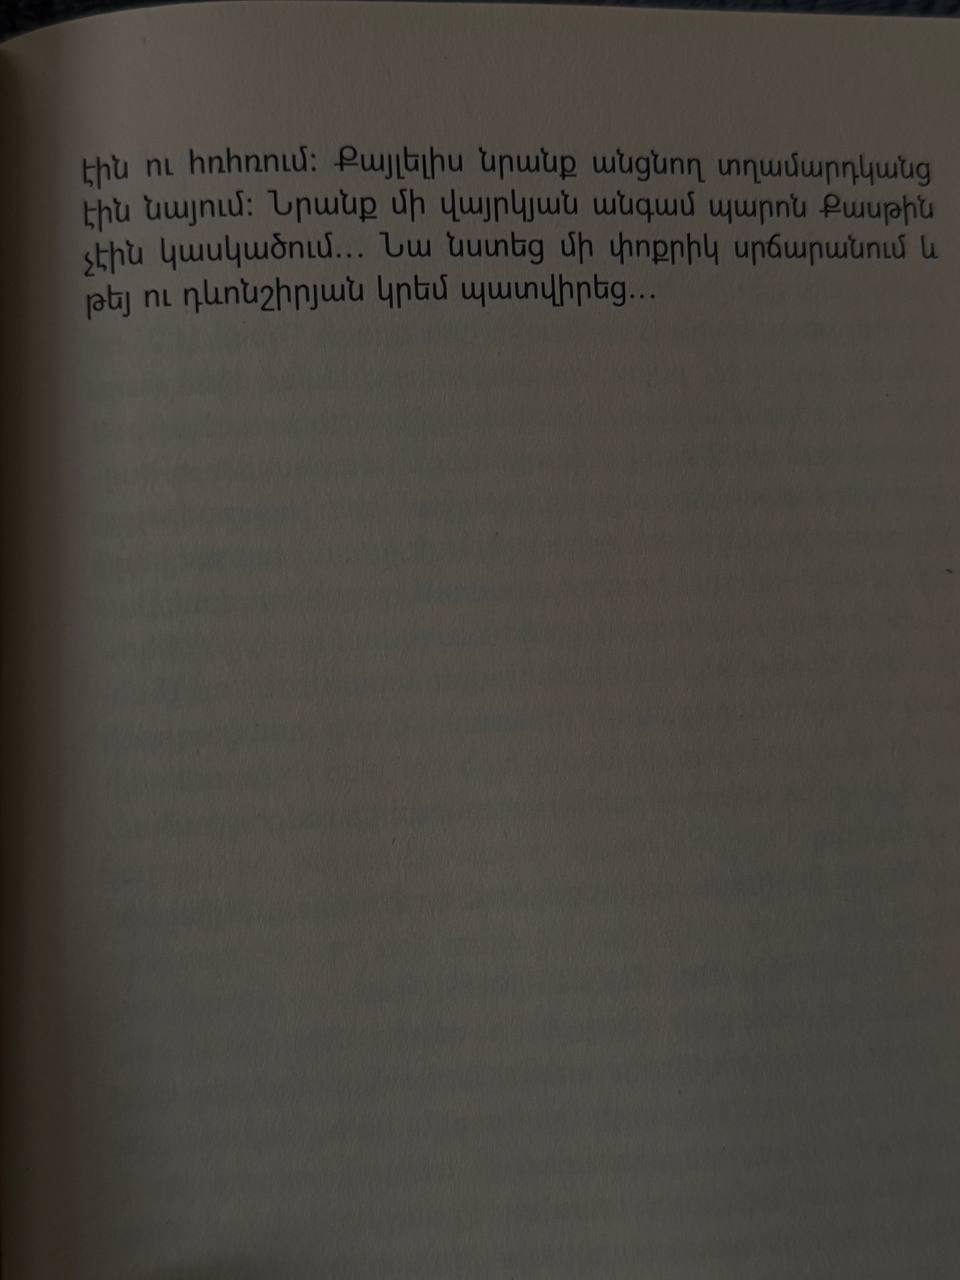 էին ու հռհռում: Քայլելիս նրանք անցնող տղամարդկանց
էին նայում: Նրանք մի վայրկյան անգամ պարոն Քասթին
չէին կասկածում... Նա նստեց մի փոքրիկ սրճարանում և
թեյ ու դևոնշիրյան կրեմ պատվիրեց...